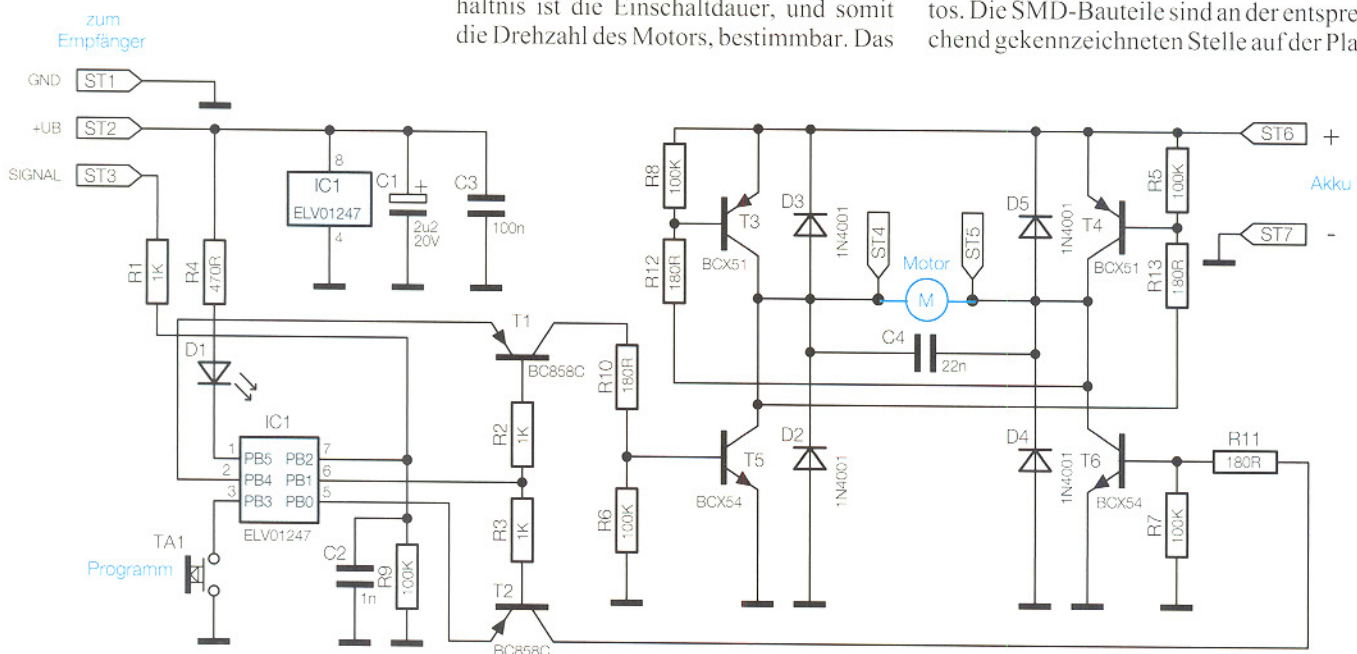 hältnis ist die Einschaltdauer, und somit
die Drehzahl des Motors, bestimmbar. Das
tos. Die SMD-Bauteile sind an der entspre
chend gekennzeichneten Stelle auf der Pla
zum
Empfänger
GND ST1
+UB ST2
SIGNAL ST3
R1
1K
R4
470R
D1
8
IC1
ELV01247
4
C1
+
2u2
20V
C3
100n
IC1
1 PB5 PB2 7
2 PB4 PB1 6
3 PB3 PB0 5
ELV01247
TA1
Programm
C2
1n
R9
100K
T1
BC858C
R2
1K
R3
1K
T2
BC858C
R10
180R
R6
100K
R8
100K
R12
180R
T3
BCX51
T5
BCX54
D3
1N4001
D2
1N4001
ST4
Motor
M
ST5
C4
22n
D5
1N4001
D4
1N4001
T4
BCX51
T6
BCX54
R5
100K
R13
180R
R11
180R
R7
100K
ST6 +
Akku
ST7 -